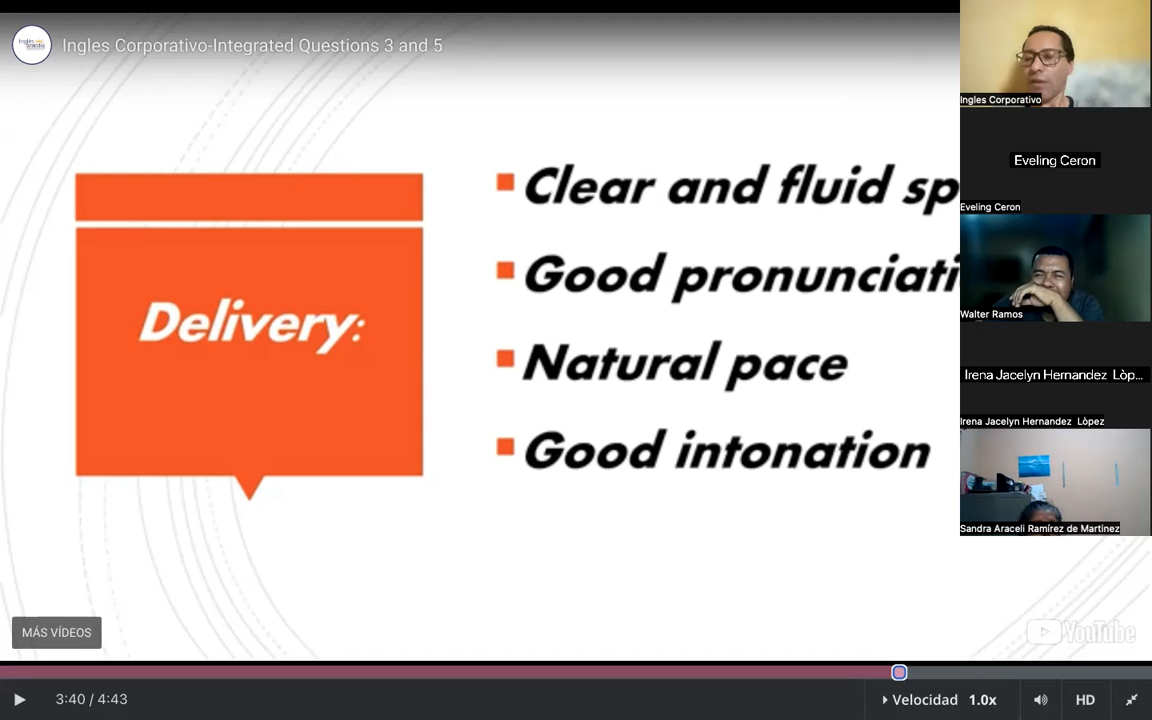 Ingles Corporativo-Integrated Questions 3 and 5
Delivery:
Clear and fluid sp
Good pronunciati
Natural pace
Good intonation
Ingles Corporativo
Eveling Ceron
Eveling Ceron
Walter Ramos
Irena Jacelyn Hernandez Lòp...
Irena Jacelyn Hernandez Lòpez
Sandra Araceli Ramírez de Martinez
MÁS VÍDEOS
YouTube
3:40 / 4:43
Velocidad 1.0x
HD